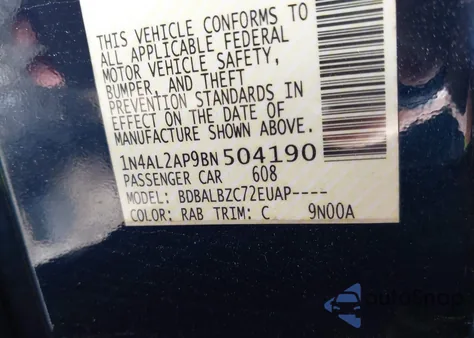 THIS VEHICLE CONFORMS TO
ALL APPLICABLE FEDERAL
MOTOR VEHICLE SAFETY,
BUMPER, AND THEFT
PREVENTION STANDARDS IN
EFFECT ON THE DATE OF
MANUFACTURE SHOWN ABOVE.
1N4AL2AP9BN504190
PASSENGER CAR 608
MODEL: BDBALBZC72EUAP----
COLOR: RAB TRIM: C 9N00A
autoSnap